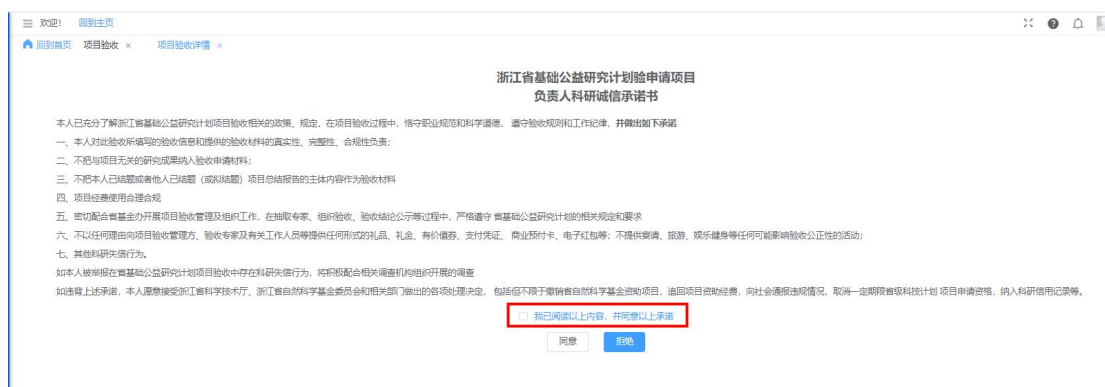 欢迎! 回到主页
回到首页 项目验收 × 项目验收详情 ×
浙江省基础公益研究计划验申请项目
负责人科研诚信承诺书
本人已充分了解浙江省基础公益研究计划项目验收相关的政策、规定，在项目验收过程中，恪守职业规范和科学道德， 遵守验收规则和工作纪律，并做出如下承诺
一、本人对此验收所填写的验收信息和提供的验收材料的真实性、完整性、合规性负责；
二、不把与项目无关的研究成果纳入验收申请材料；
三、不把本人已结题或者他人已结题（或拟结题）项目总结报告的主体内容作为验收材料
四、项目经费使用合理合规
五、密切配合省基金办开展项目验收管理及组织工作，在抽取专家、组织验收、验收结论公示等过程中，严格遵守 省基础公益研究计划的相关规定和要求
六、不以任何理由向项目验收管理方、验收专家及有关工作人员等提供任何形式的礼品、礼金、有价值券、支付凭证、 商业预付卡、电子红包等；不提供宴请、旅游、娱乐健身等任何可能影响验收公正性的活动；
七、其他科研失信行为。
如本人被举报在省基础公益研究计划项目验收中存在科研失信行为，将积极配合相关调查机构组织开展的调查
如违背上述承诺，本人愿意接受浙江省科学技术厅、浙江省自然科学基金委员会和相关部门做出的各项处理决定， 包括但不限于撤销省自然科学基金资助项目，追回项目资助经费，向社会通报违规情况，取消一定期限省级科技计划 项目申请资格，纳入科研信用记录等。
我已阅读以上内容，并同意以上承诺
同意 拒绝